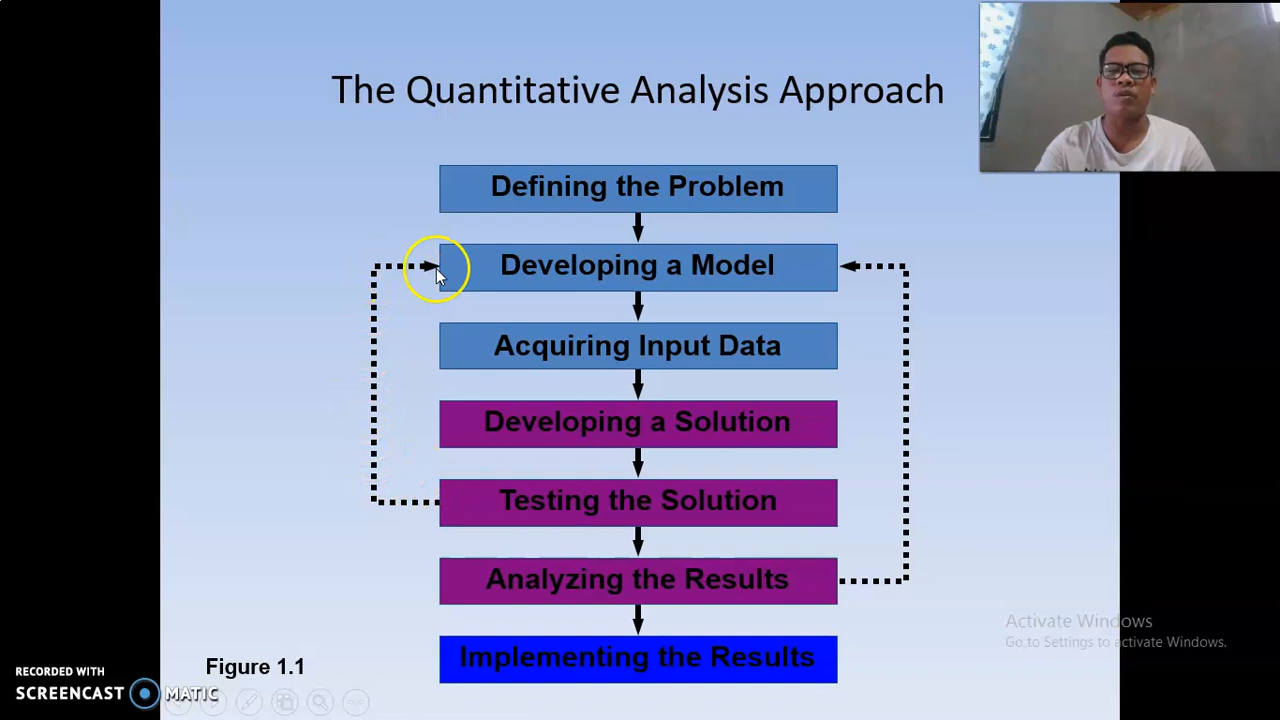 The Quantitative Analysis Approach
Defining the Problem
Developing a Model
Acquiring Input Data
Developing a Solution
Testing the Solution
Analyzing the Results
Implementing the Results
Figure 1.1
Activate Windows
Go to Settings to activate Windows.
RECORDED WITH
SCREENCAST MATIC